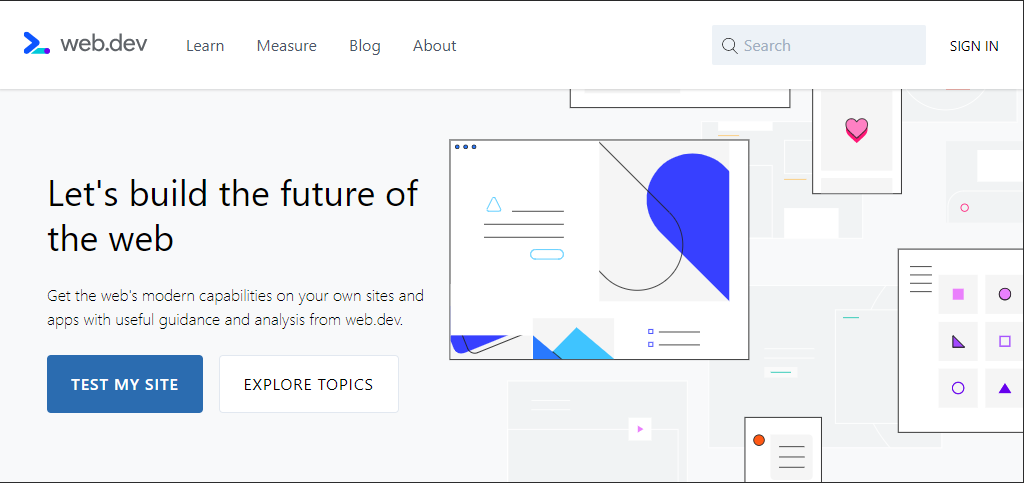 web.dev
Learn
Measure
Blog
About
Search
SIGN IN
Let's build the future of
the web
Get the web's modern capabilities on your own sites and
apps with useful guidance and analysis from web.dev.
TEST MY SITE
EXPLORE TOPICS